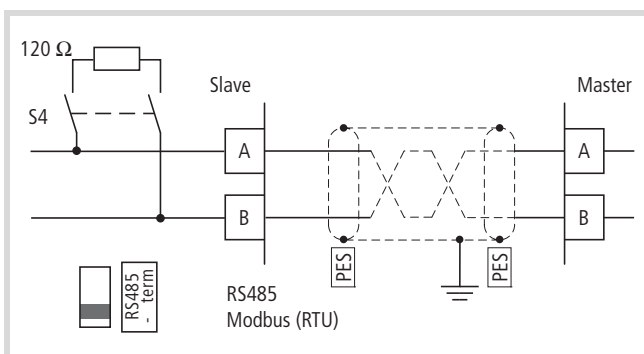 120 Ω
Slave
Master
S4
A
A
B
B
PES
PES
RS485
- term
RS485
Modbus (RTU)